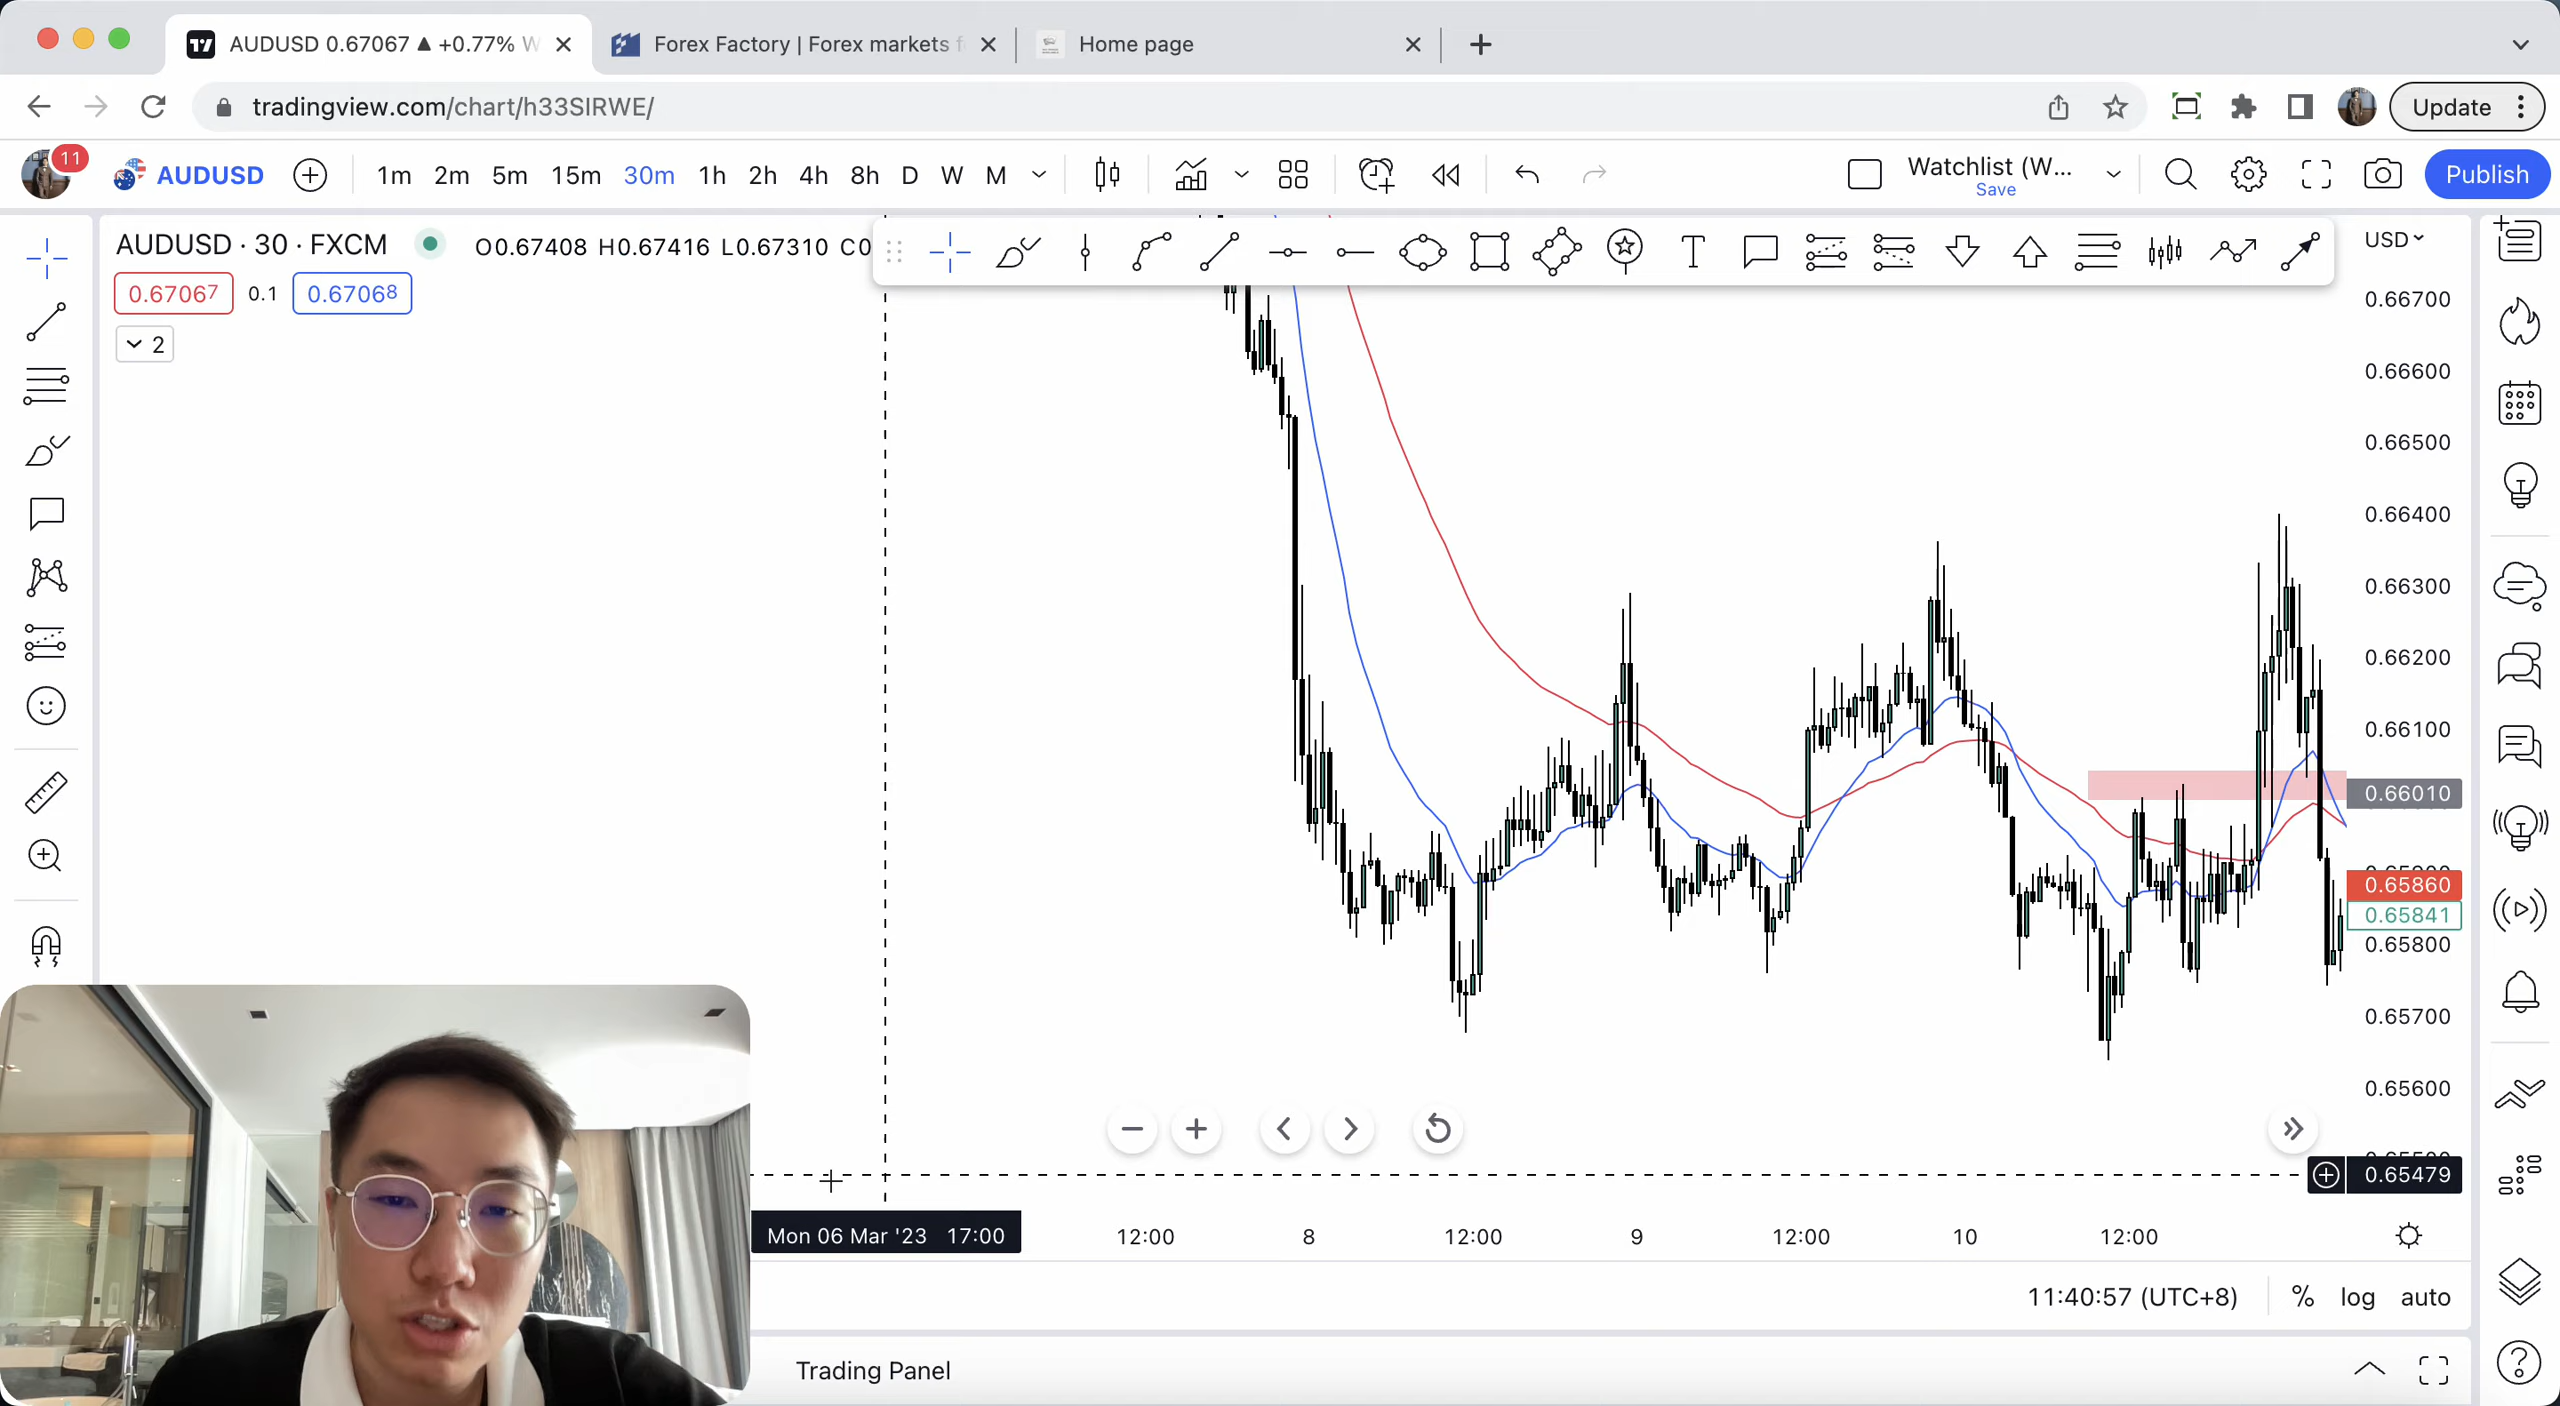 AUDUSD 0.67067 ▲ +0.77% W
Forex Factory | Forex markets f
Home page
tradingview.com/chart/h33SIRWE/
Update
11
AUDUSD
1m 2m 5m 15m 30m 1h 2h 4h 8h D W M
Watchlist (W...
Save
Publish
AUDUSD · 30 · FXCM
O0.67408 H0.67416 L0.67310 C0
USD
0.67067 0.1 0.67068
2
0.66700
0.66600
0.66500
0.66400
0.66300
0.66200
0.66100
0.66010
0.65860
0.65841
0.65800
0.65700
0.65600
0.65479
Mon 06 Mar '23 17:00
12:00 8 12:00 9 12:00 10 12:00
11:40:57 (UTC+8) % log auto
Trading Panel